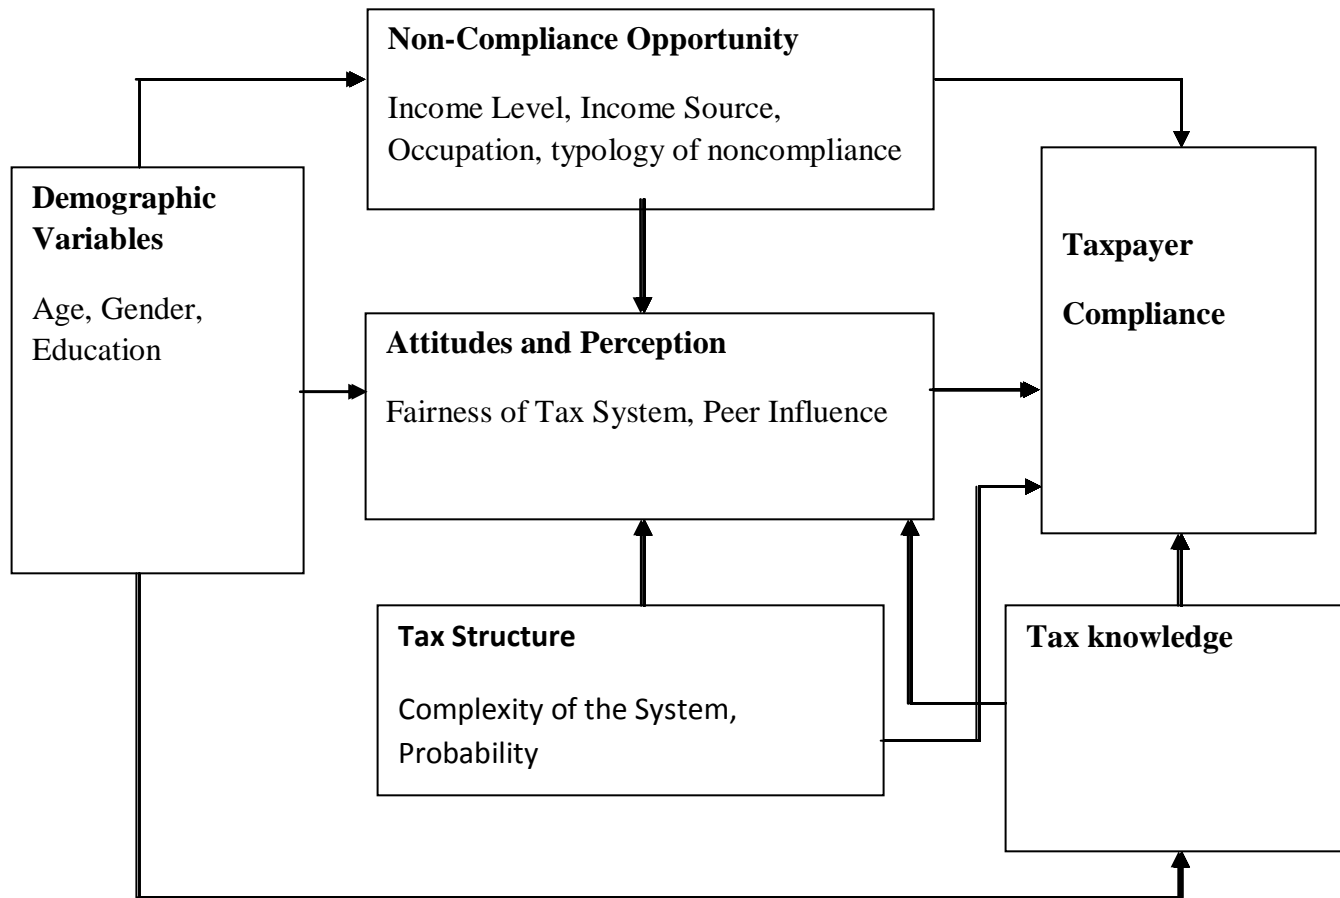 Non-Compliance Opportunity
Income Level, Income Source,
Occupation, typology of noncompliance
Demographic
Variables
Age, Gender,
Education
Taxpayer
Compliance
Attitudes and Perception
Fairness of Tax System, Peer Influence
Tax Structure
Complexity of the System,
Probability
Tax knowledge